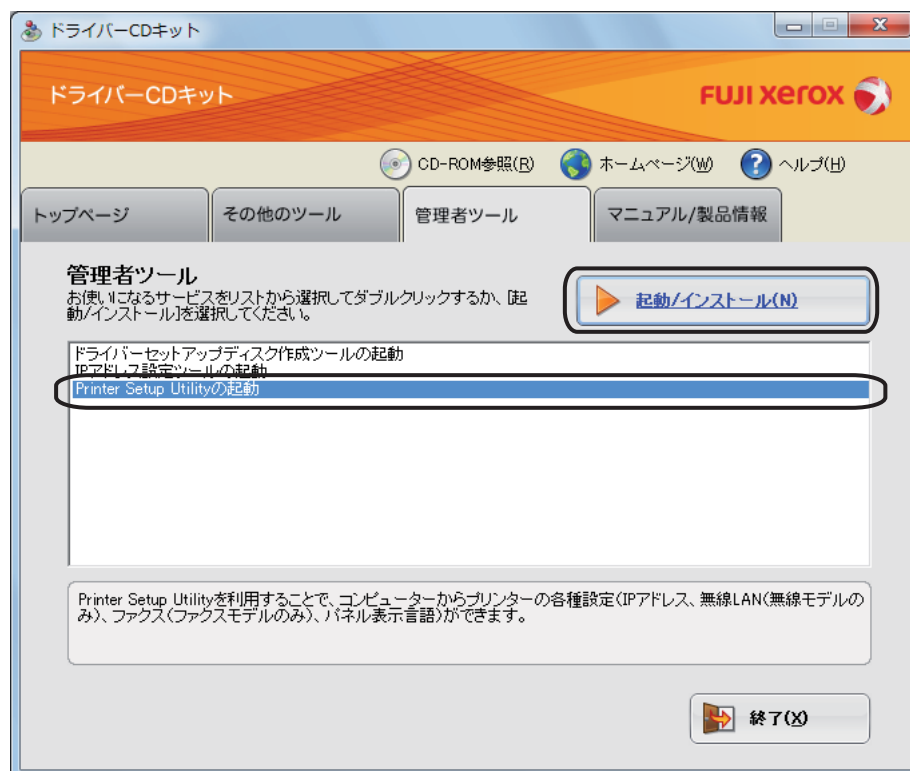 ドライバーCDキット
ドライバーCDキット
FUJI xerox
CD-ROM参照(R) ホームページ(W) ヘルプ(H)
トップページ その他のツール 管理者ツール マニュアル/製品情報
管理者ツール
お使いになるサービスをリストから選択してダブルクリックするか、[起
動/インストール]を選択してください。
起動/インストール(N)
ドライバーセットアップディスク作成ツールの起動
IPアドレス設定ツールの起動
Printer Setup Utilityの起動
Printer Setup Utilityを利用することで、コンピューターからプリンターの各種設定(IPアドレス、無線LAN(無線モデルの
み)、ファクス(ファクスモデルのみ)、パネル表示言語)ができます。
終了(X)